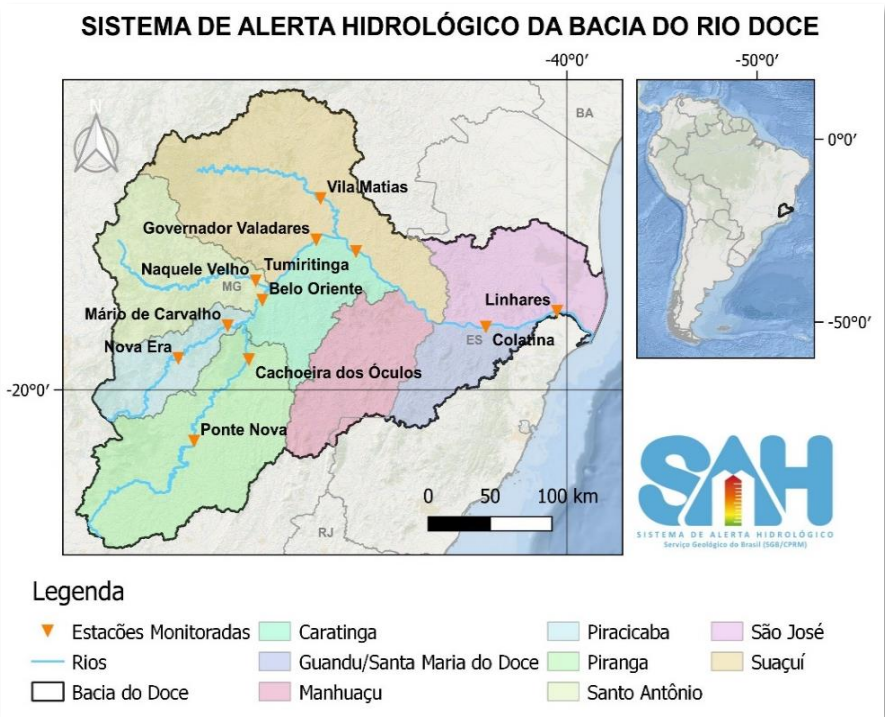 SISTEMA DE ALERTA HIDROLÓGICO DA BACIA DO RIO DOCE
-40°0′
-50°0′
N
BA
0°0′
Vila Matias
Governador Valadares
Tumiritinga
Naquele Velho
MG
Belo Oriente
Linhares
Mário de Carvalho
-50°0′
Nova Era
ES
Colatina
Cachoeira dos Óculos
-20°0′
Ponte Nova
0 50 100 km
RJ
SAH
SISTEMA DE ALERTA HIDROLÓGICO
Serviço Geológico do Brasil (SGB/CPRM)
Legenda
Estacões Monitoradas
Rios
Bacia do Doce
Caratinga
Guandu/Santa Maria do Doce
Manhuaçu
Piracicaba
Piranga
Santo Antônio
São José
Suaçuí